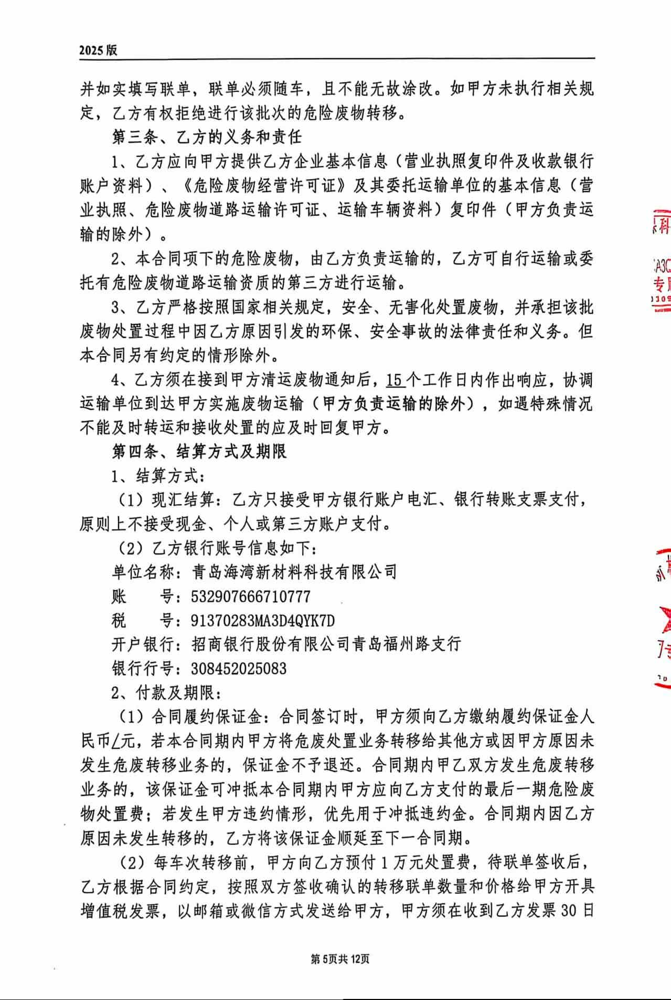 2025 版
并如实填写联单，联单必须随车，且不能无故涂改。如甲方未执行相关规
定，乙方有权拒绝进行该批次的危险废物转移。
第三条、乙方的义务和责任
1、乙方应向甲方提供乙方企业基本信息（营业执照复印件及收款银行
账户资料）、《危险废物经营许可证》及其委托运输单位的基本信息（营
业执照、危险废物道路运输许可证、运输车辆资料）复印件（甲方负责运
输的除外）。
2、本合同项下的危险废物，由乙方负责运输的，乙方可自行运输或委
托有危险废物道路运输资质的第三方进行运输。
3、乙方严格按照国家相关规定，安全、无害化处置废物，并承担该批
废物处置过程中因乙方原因引发的环保、安全事故的法律责任和义务。但
本合同另有约定的情形除外。
4、乙方须在接到甲方清运废物通知后，15 个工作日内作出响应，协调
运输单位到达甲方实施废物运输（甲方负责运输的除外），如遇特殊情况
不能及时转运和接收处置的应及时回复甲方。
第四条、结算方式及期限
1、结算方式：
（1）现汇结算：乙方只接受甲方银行账户电汇、银行转账支票支付，
原则上不接受现金、个人或第三方账户支付。
（2）乙方银行账号信息如下：
单位名称：青岛海湾新材料科技有限公司
账 号：532907666710777
税 号：91370283MA3D4QYK7D
开户银行：招商银行股份有限公司青岛福州路支行
银行行号：308452025083
2、付款及期限：
（1）合同履约保证金：合同签订时，甲方须向乙方缴纳履约保证金人
民币/元，若本合同期内甲方将危废处置业务转移给其他方或因甲方原因未
发生危废转移业务的，保证金不予退还。合同期内甲乙双方发生危废转移
业务的，该保证金可冲抵本合同期内甲方应向乙方支付的最后一期危险废
物处置费；若发生甲方违约情形，优先用于冲抵违约金。合同期内因乙方
原因未发生转移的，乙方将该保证金顺延至下一合同期。
（2）每车次转移前，甲方向乙方预付 1 万元处置费，待联单签收后，
乙方根据合同约定，按照双方签收确认的转移联单数量和价格给甲方开具
增值税发票，以邮箱或微信方式发送给甲方，甲方须在收到乙方发票 30 日
第 5页共 12页
科
A3C
专
309